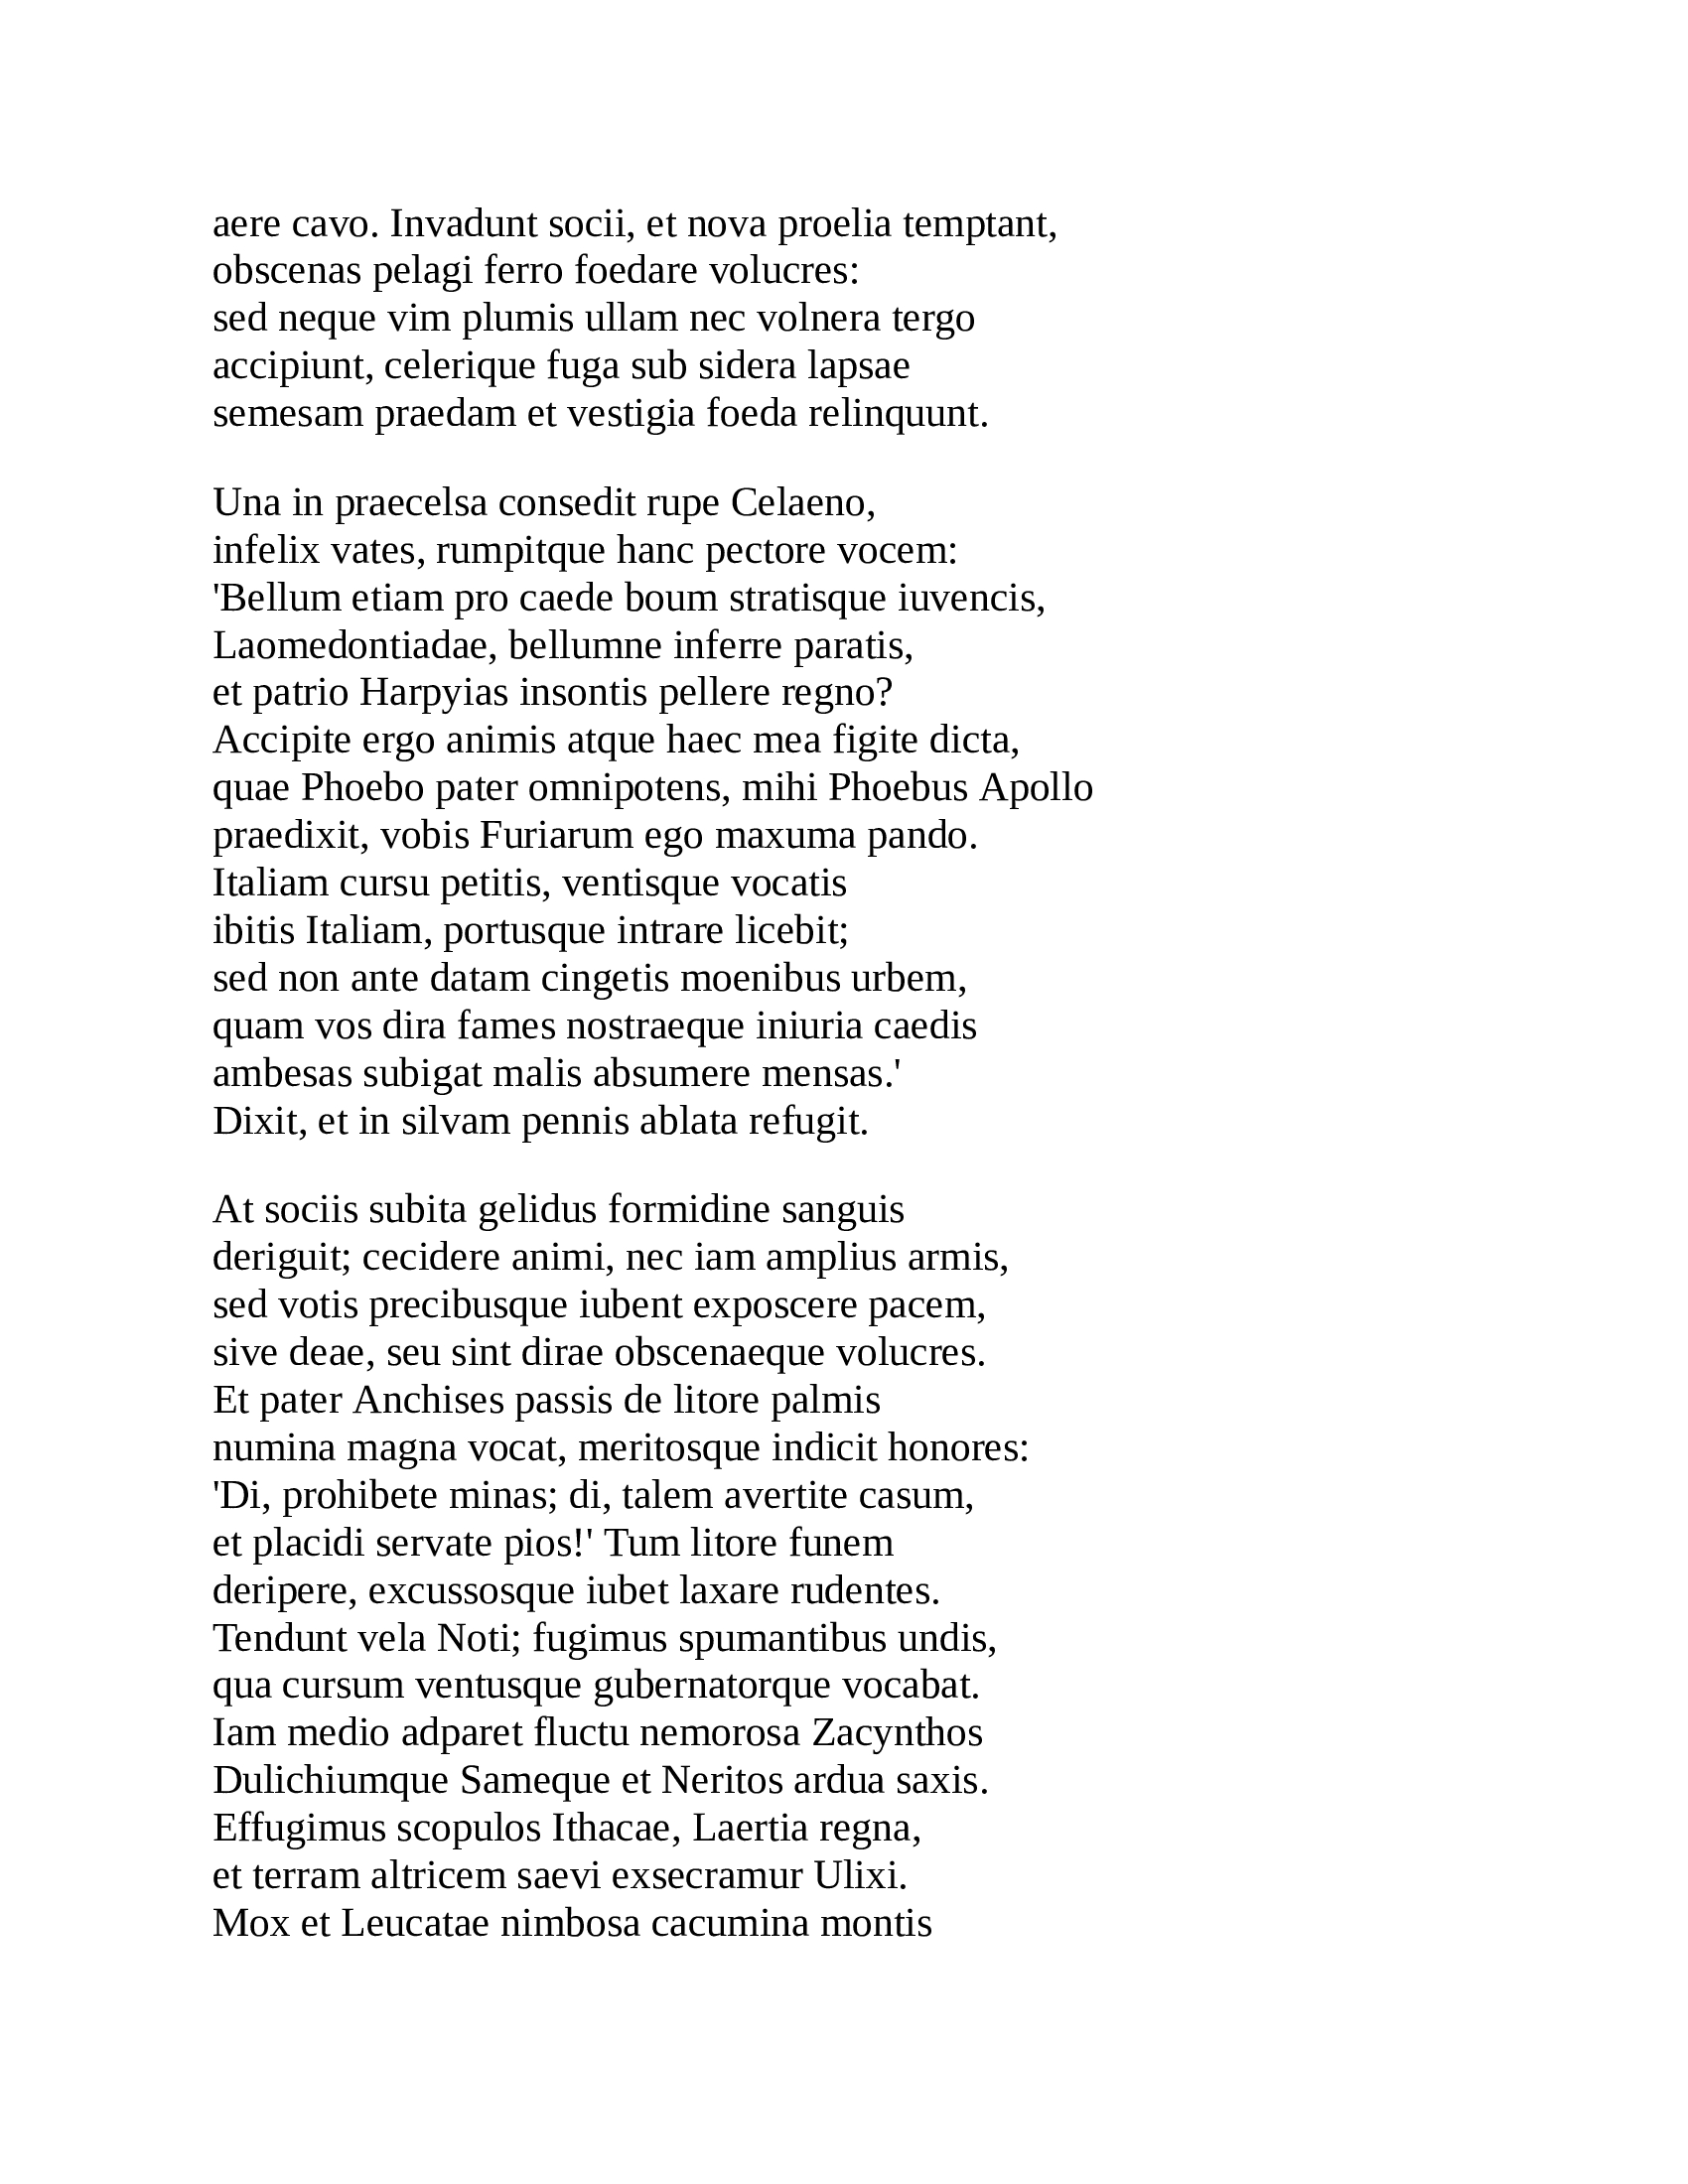 aere cavo. Invadunt socii, et nova proelia temptant,
obscenas pelagi ferro foedare volucres:
sed neque vim plumis ullam nec volnera tergo
accipiunt, celerique fuga sub sidera lapsae
semesam praedam et vestigia foeda relinquunt.

Una in praecelsa consedit rupe Celaeno,
infelix vates, rumpitque hanc pectore vocem:
'Bellum etiam pro caede boum stratisque iuvencis,
Laomedontiadae, bellumne inferre paratis,
et patrio Harpyias insontis pellere regno?
Accipite ergo animis atque haec mea figite dicta,
quae Phoebo pater omnipotens, mihi Phoebus Apollo
praedixit, vobis Furiarum ego maxuma pando.
Italiam cursu petitis, ventisque vocatis
ibitis Italiam, portusque intrare licebit;
sed non ante datam cingetis moenibus urbem,
quam vos dira fames nostraeque iniuria caedis
ambesas subigat malis absumere mensas.'
Dixit, et in silvam pennis ablata refugit.

At sociis subita gelidus formidine sanguis
deriguit; cecidere animi, nec iam amplius armis,
sed votis precibusque iubent exposcere pacem,
sive deae, seu sint dirae obscenaeque volucres.
Et pater Anchises passis de litore palmis
numina magna vocat, meritosque indicit honores:
'Di, prohibete minas; di, talem avertite casum,
et placidi servate pios!' Tum litore funem
deripere, excussosque iubet laxare rudentes.
Tendunt vela Noti; fugimus spumantibus undis,
qua cursum ventusque gubernatorque vocabat.
Iam medio adparet fluctu nemorosa Zacynthos
Dulichiumque Sameque et Neritos ardua saxis.
Effugimus scopulos Ithacae, Laertia regna,
et terram altricem saevi exsecramur Ulixi.
Mox et Leucatae nimbosa cacumina montis